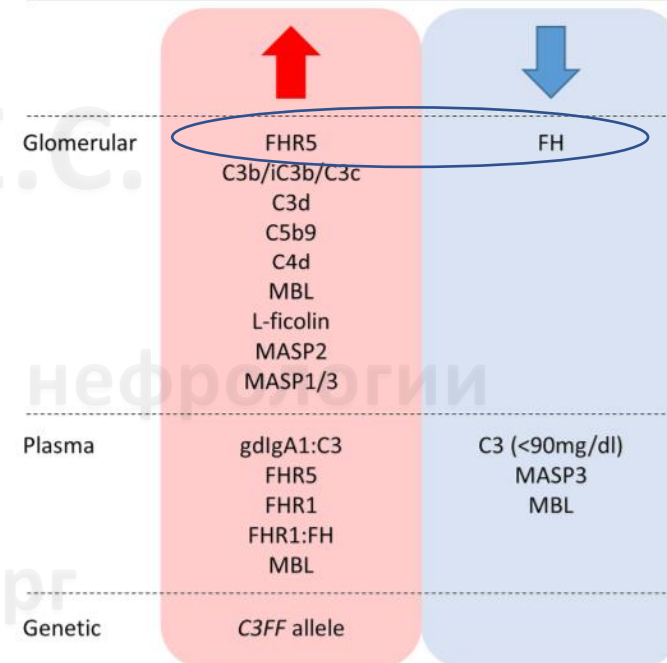 Glomerular FHR5 FH
C3b/iC3b/C3c
C3d
C5b9
C4d
MBL
L-ficolin
MASP2
MASP1/3
нефрологии
Plasma gdIgA1:C3 C3 (<90mg/dl)
FHR5 MASP3
FHR1 MBL
FHR1:FH
MBL
Genetic C3FF allele